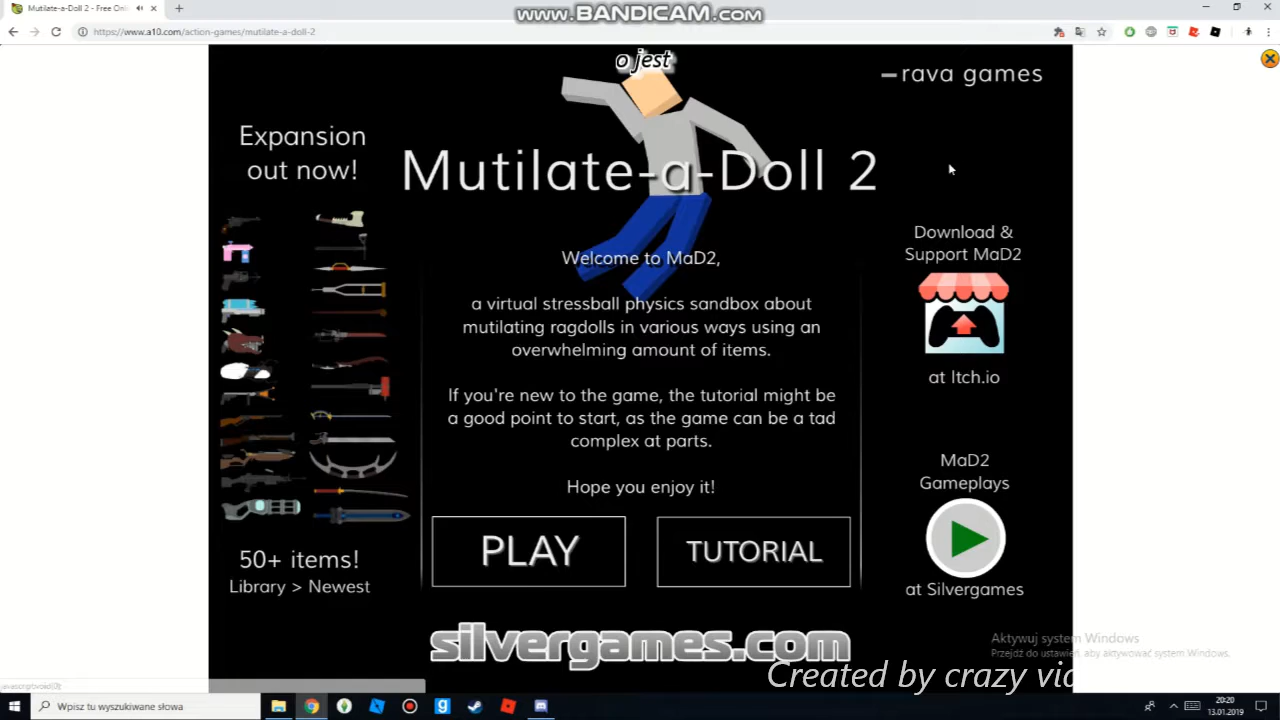 Mutilate-a-Doll 2 - Free Onl
www.BANDICAM.com
https://www.a10.com/action-games/mutilate-a-doll-2
o jest
rava games
Expansion
out now!
Mutilate-a-Doll 2
Download &
Support MaD2
at Itch.io
Welcome to MaD2,
a virtual stressball physics sandbox about
mutilating ragdolls in various ways using an
overwhelming amount of items.
If you're new to the game, the tutorial might be
a good point to start, as the game can be a tad
complex at parts.
Hope you enjoy it!
MaD2
Gameplays
at Silvergames
PLAY
TUTORIAL
50+ items!
Library > Newest
silvergames.com
Aktywuj system Windows
Przejdź do ustawień, aby aktywować system Windows.
Created by crazy vid
javascript:void(0);
Wpisz tu wyszukiwane słowa
20:20
13.01.2019